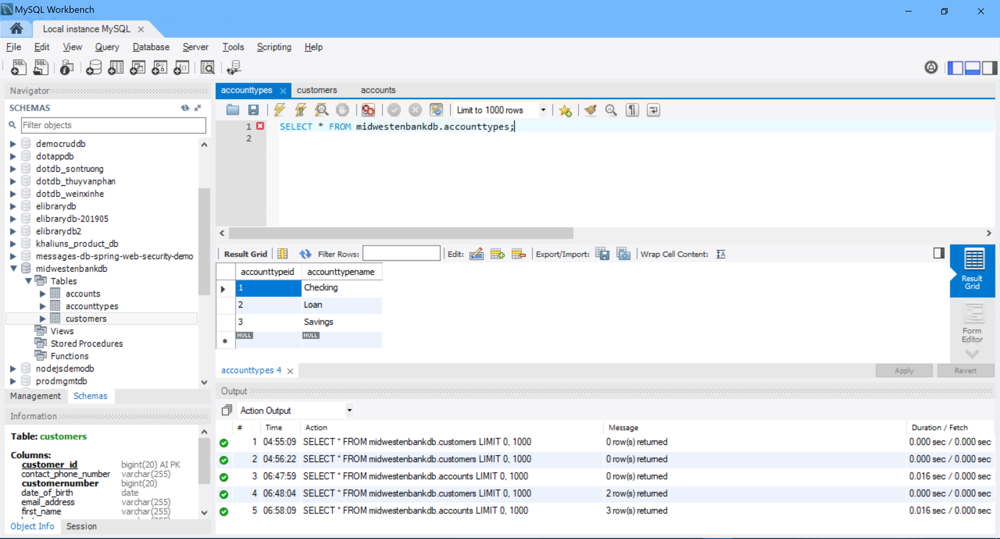 MySQL Workbench
Local instance MySQL
File Edit View Query Database Server Tools Scripting Help
Navigator
SCHEMAS
Filter objects
democruddb
dotappdb
dotdb_sontruong
dotdb_thuyvanphan
dotdb_weinxinhe
elibrarydb
elibrarydb-201905
elibrarydb2
khaliuns_product_db
messages-db-spring-web-security-demo
midwestenbankdb
Tables
accounts
accounttypes
customers
Views
Stored Procedures
Functions
nodejsdemodb
prodmgmtdb
Management Schemas
Information
Table: customers
Columns:
customer_id bigint(20) AI PK
contact_phone_number varchar(255)
customernumber bigint(20)
date_of_birth date
email_address varchar(255)
first_name varchar(255)
Object Info Session
accounttypes customers accounts
Limit to 1000 rows
1 SELECT * FROM midwestenbankdb.accounttypes;
2
Result Grid Filter Rows: Edit: Export/Import: Wrap Cell Content:
accounttypeid accounttypename
1 Checking
2 Loan
3 Savings
NULL NULL
Result
Grid
Form
Editor
accounttypes 4 Apply Revert
Output
Action Output
# Time Action Message Duration / Fetch
1 04:55:09 SELECT * FROM midwestenbankdb.customers LIMIT 0, 1000 0 row(s) returned 0.000 sec / 0.000 sec
2 04:56:22 SELECT * FROM midwestenbankdb.customers LIMIT 0, 1000 0 row(s) returned 0.000 sec / 0.000 sec
3 06:47:59 SELECT * FROM midwestenbankdb.accounts LIMIT 0, 1000 0 row(s) returned 0.016 sec / 0.000 sec
4 06:48:04 SELECT * FROM midwestenbankdb.customers LIMIT 0, 1000 2 row(s) returned 0.000 sec / 0.000 sec
5 06:58:09 SELECT * FROM midwestenbankdb.accounts LIMIT 0, 1000 3 row(s) returned 0.016 sec / 0.000 sec